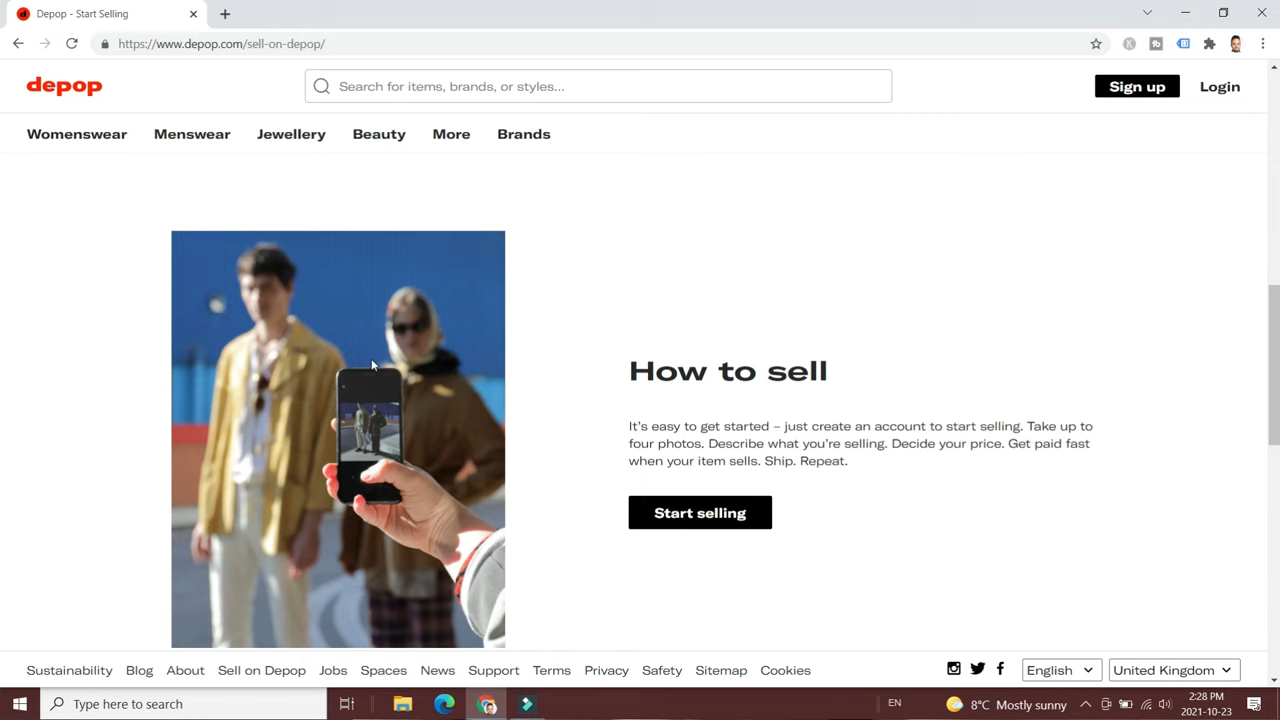 Depop - Start Selling
https://www.depop.com/sell-on-depop/
depop
Search for items, brands, or styles...
Sign up
Login
Womenswear Menswear Jewellery Beauty More Brands
How to sell
It's easy to get started – just create an account to start selling. Take up to
four photos. Describe what you're selling. Decide your price. Get paid fast
when your item sells. Ship. Repeat.
Start selling
Sustainability Blog About Sell on Depop Jobs Spaces News Support Terms Privacy Safety Sitemap Cookies
English
United Kingdom
Type here to search
EN
8°C Mostly sunny
2:28 PM
2021-10-23